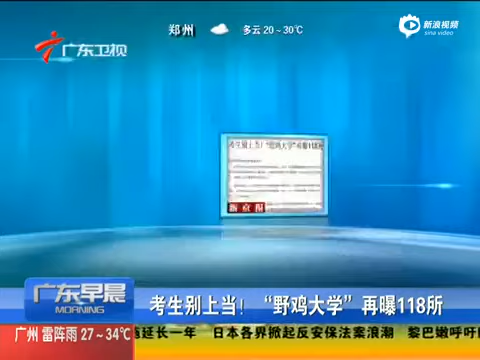 郑州 多云 20～30℃
广东卫视
新浪视频
sina video
考生别上当！“野鸡大学”再曝118所
新京报
广东早晨
MORNING
考生别上当！“野鸡大学”再曝118所
广州 雷阵雨 27～34℃
延长一年 日本各界掀起反安保法案浪潮 黎巴嫩呼吁